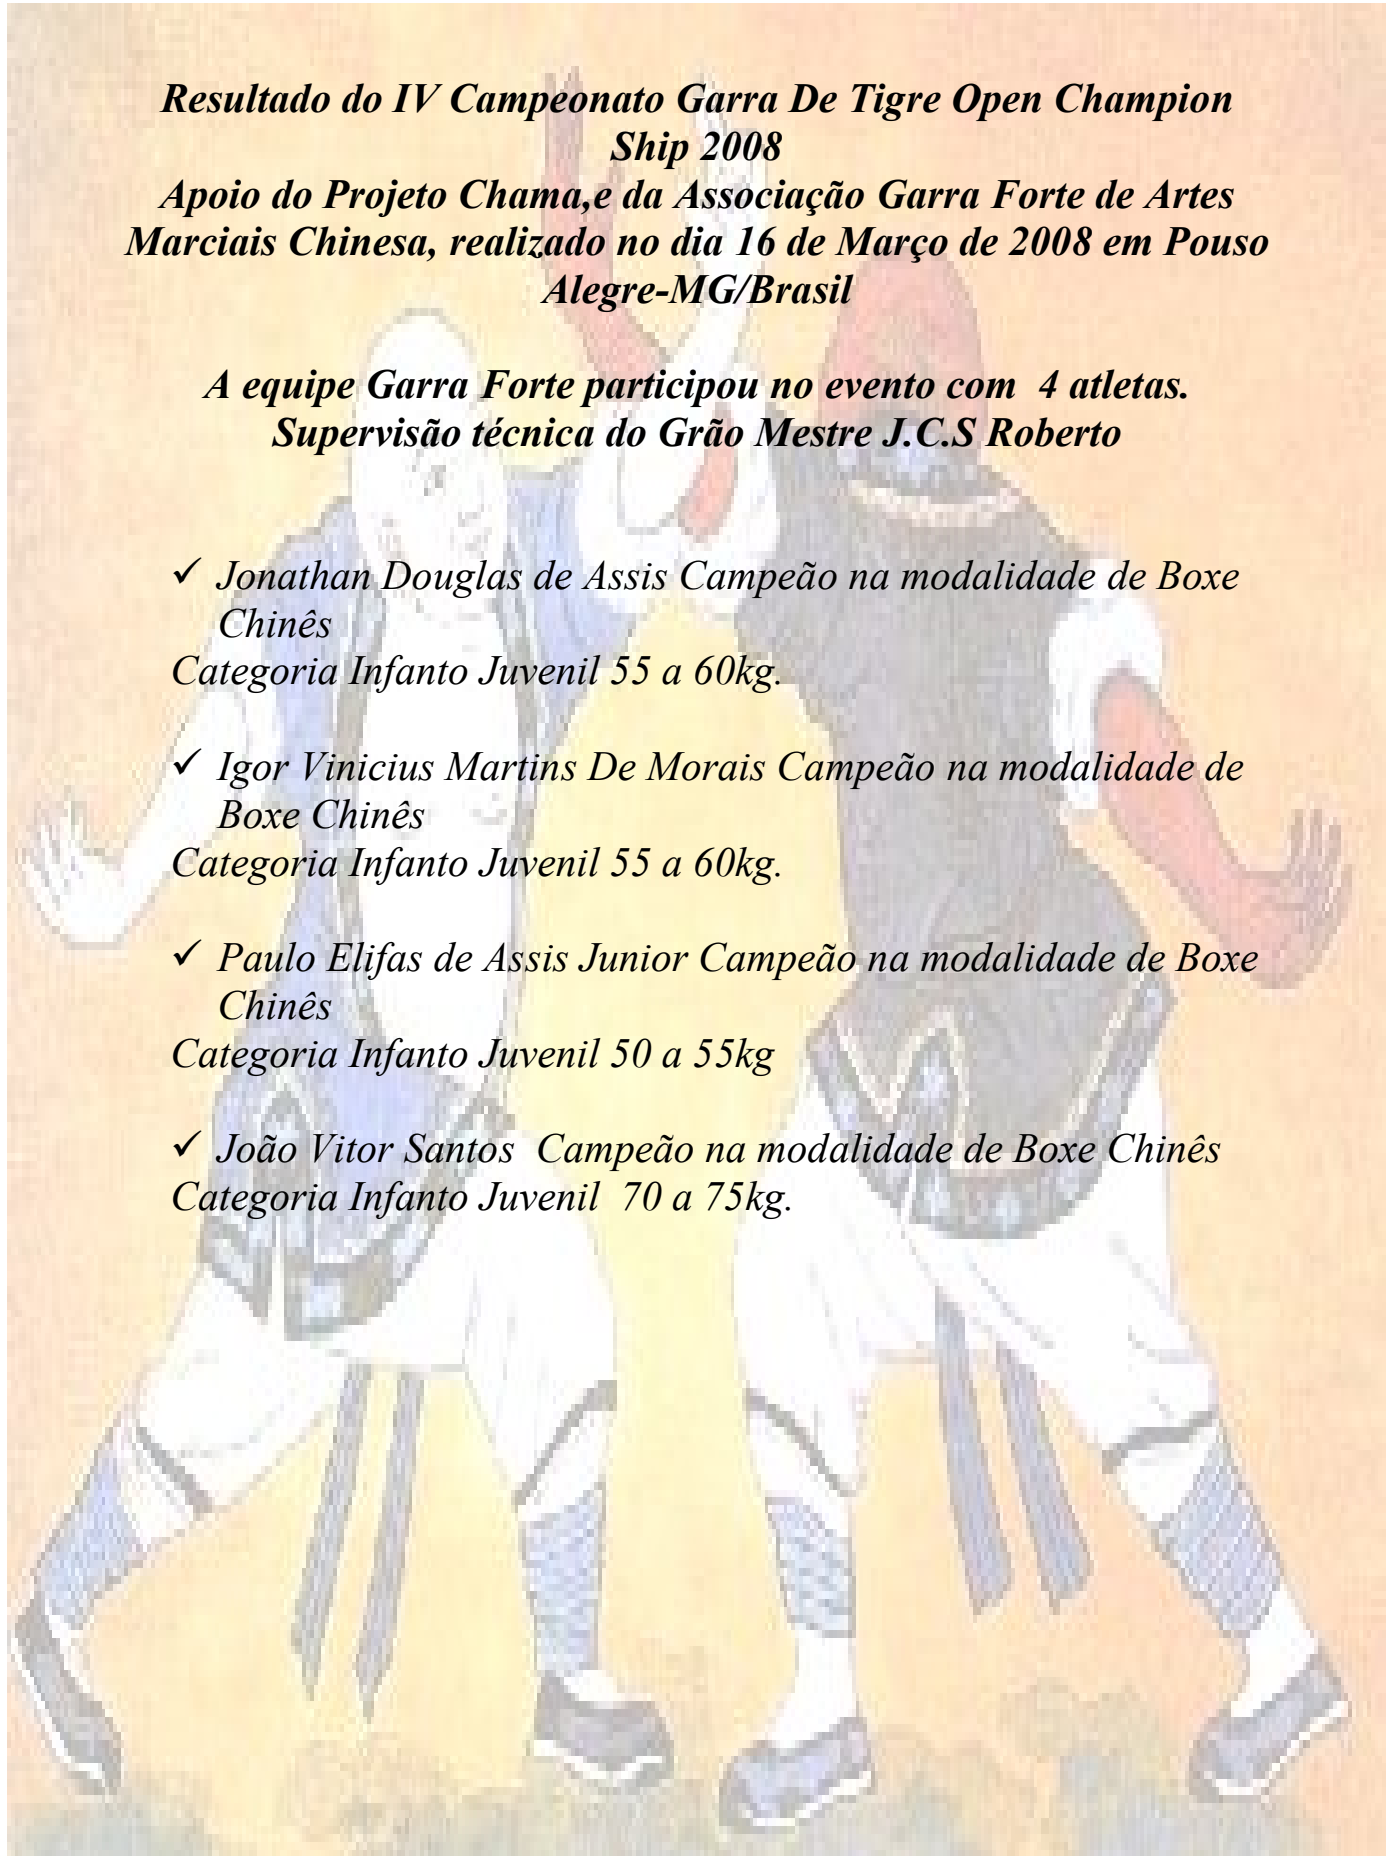 Resultado do IV Campeonato Garra De Tigre Open Champion
Ship 2008
Apoio do Projeto Chama,e da Associação Garra Forte de Artes
Marciais Chinesa, realizado no dia 16 de Março de 2008 em Pouso
Alegre-MG/Brasil
A equipe Garra Forte participou no evento com  4 atletas.
Supervisão técnica do Grão Mestre J.C.S Roberto
✓ Jonathan Douglas de Assis Campeão na modalidade de Boxe
Chinês
Categoria Infanto Juvenil 55 a 60kg.
✓ Igor Vinicius Martins De Morais Campeão na modalidade de
Boxe Chinês
Categoria Infanto Juvenil 55 a 60kg.
✓ Paulo Elifas de Assis Junior Campeão na modalidade de Boxe
Chinês
Categoria Infanto Juvenil 50 a 55kg
✓ João Vitor Santos  Campeão na modalidade de Boxe Chinês
Categoria Infanto Juvenil  70 a 75kg.